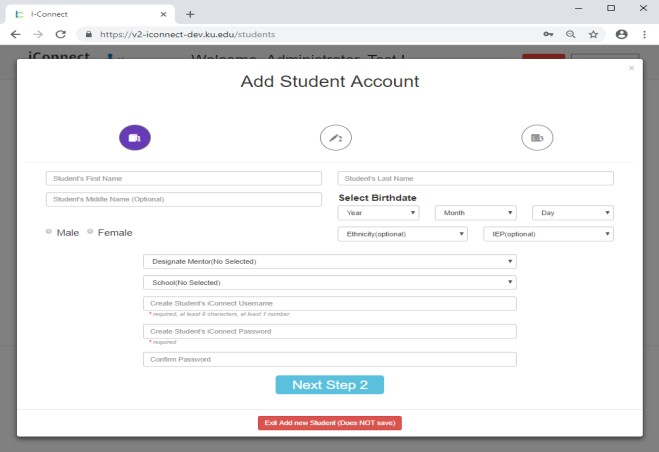 I-Connect
https://v2-iconnect-dev.ku.edu/students
iConnect
Welcome, Administrator, Test I
Add Student Account
1
2
3
Student's First Name
Student's Last Name
Student's Middle Name (Optional)
Select Birthdate
Year
Month
Day
Male Female
Ethnicity(optional)
IEP(optional)
Designate Mentor(No Selected)
School(No Selected)
Create Student's iConnect Username
* required, at least 6 characters, at least 1 number
Create Student's iConnect Password
* required
Confirm Password
Next Step 2
Exit Add new Student (Does NOT save)